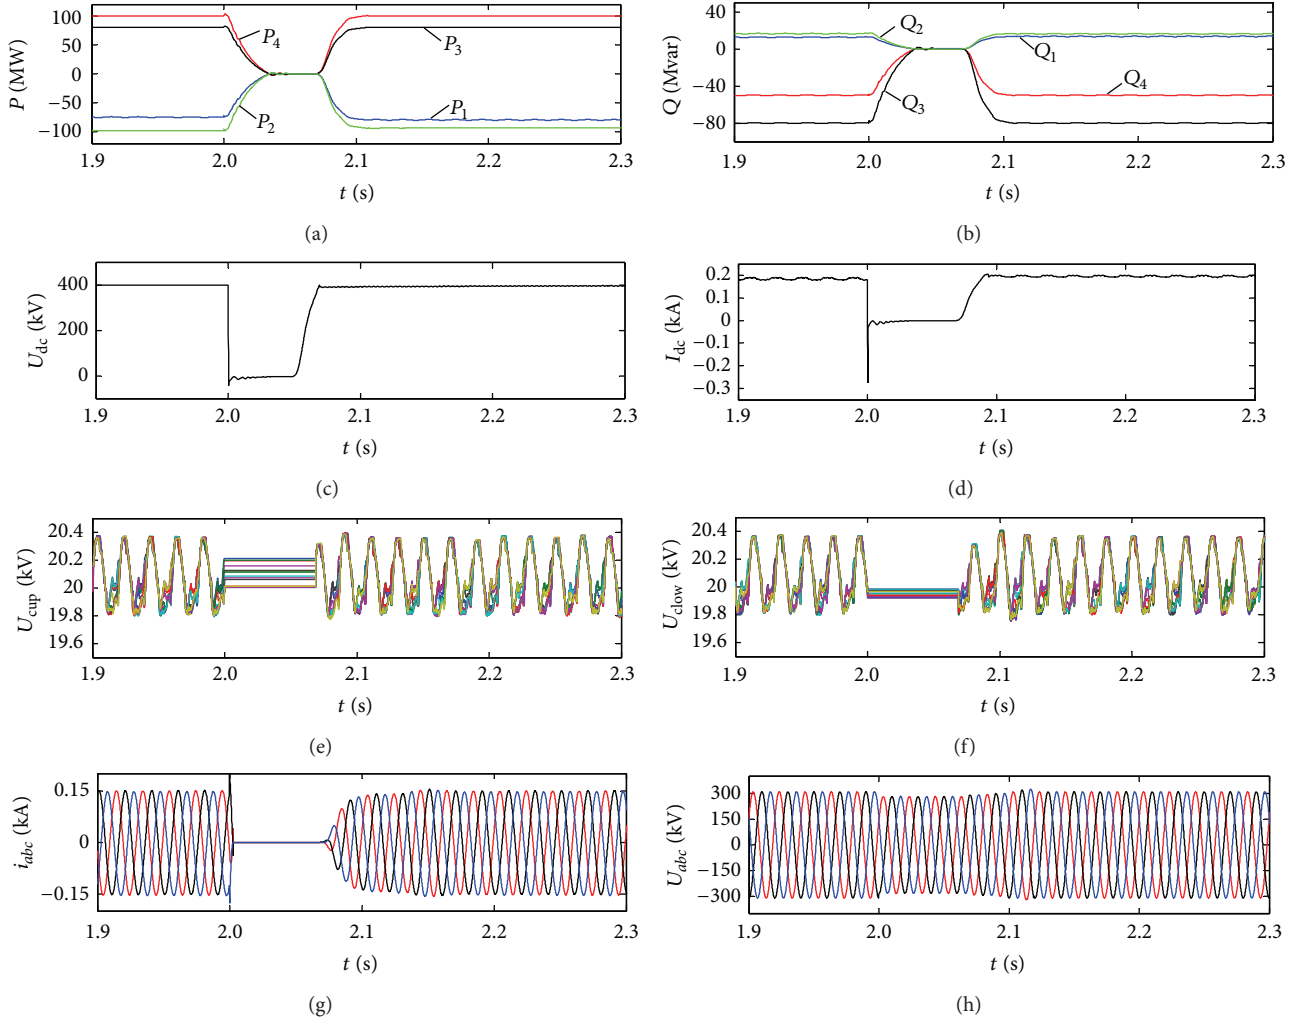 100
50
0
−50
−100
P (MW)
P4
P3
P1
P2
1.9 2.0 2.1 2.2 2.3
t (s)
(a)
40
0
−40
−80
Q (Mvar)
Q2
Q1
Q4
Q3
1.9 2.0 2.1 2.2 2.3
t (s)
(b)
400
200
0
Udc (kV)
1.9 2.0 2.1 2.2 2.3
t (s)
(c)
0.2
0.1
0
−0.1
−0.2
−0.3
Idc (kA)
1.9 2.0 2.1 2.2 2.3
t (s)
(d)
20.4
20.2
20
19.8
19.6
Ucup (kV)
1.9 2.0 2.1 2.2 2.3
t (s)
(e)
20.4
20.2
20
19.8
19.6
Uclow (kV)
1.9 2.0 2.1 2.2 2.3
t (s)
(f)
0.15
0
−0.15
iabc (kA)
1.9 2.0 2.1 2.2 2.3
t (s)
(g)
300
150
0
−150
−300
Uabc (kV)
1.9 2.0 2.1 2.2 2.3
t (s)
(h)